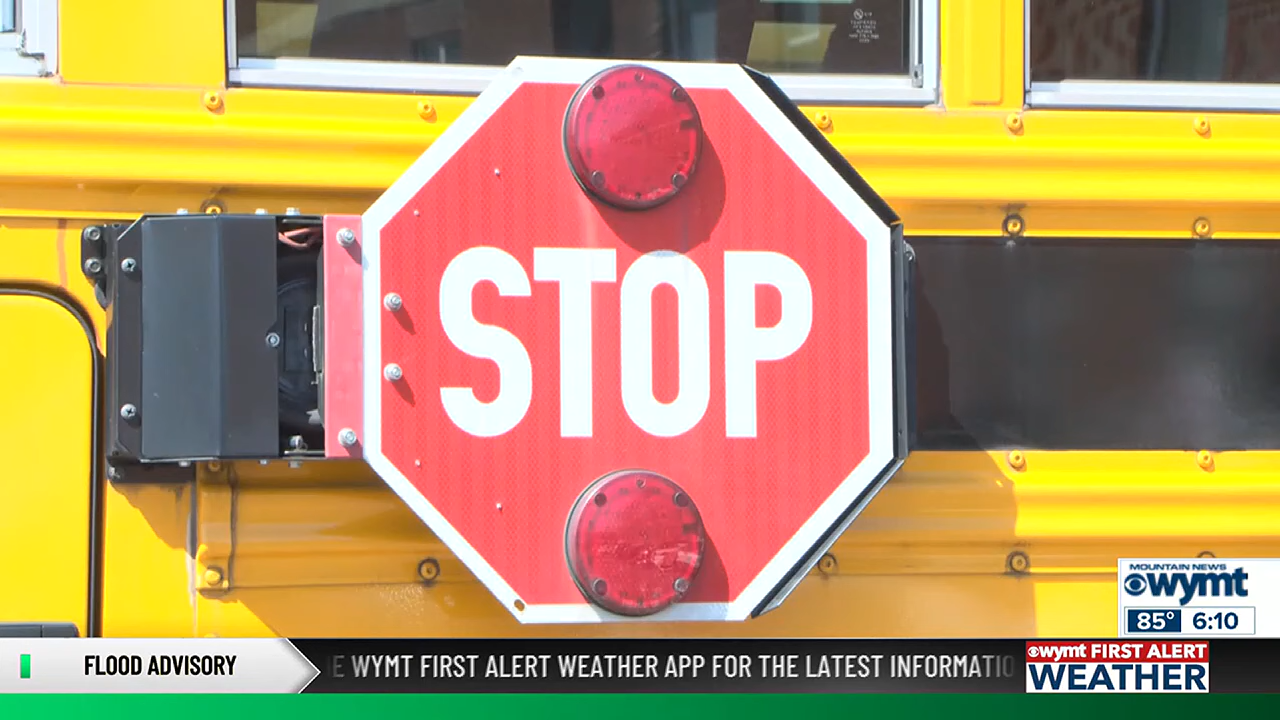 STOP
MOUNTAIN NEWS
wymt
85° 6:10
FLOOD ADVISORY
WYMT FIRST ALERT WEATHER APP FOR THE LATEST
wymt FIRST ALERT
WEATHER